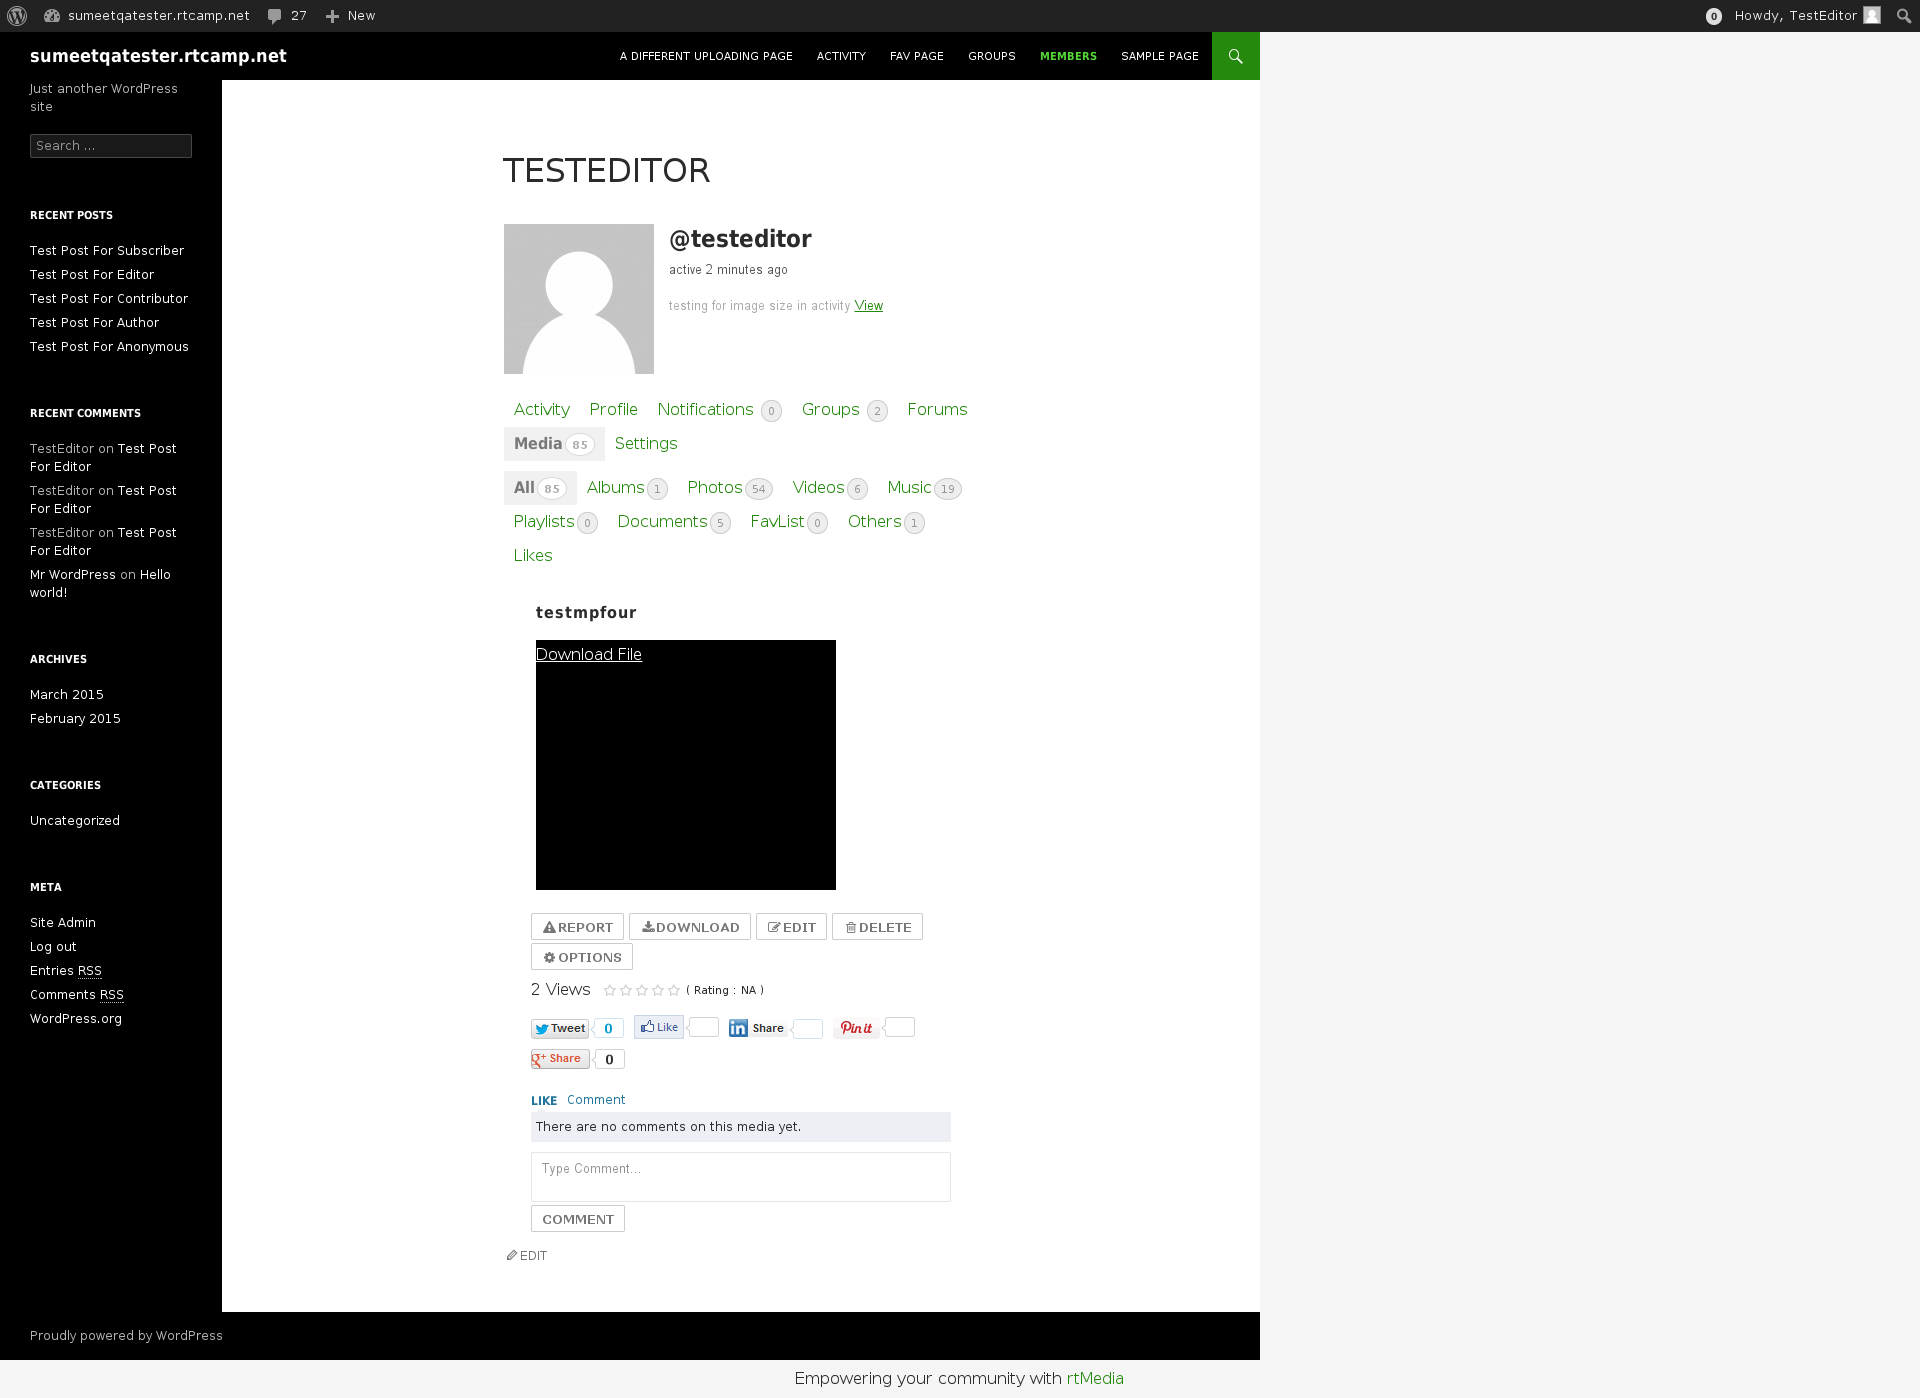 sumeetqatester.rtcamp.net 27 New 0 Howdy, TestEditor
sumeetqatester.rtcamp.net A DIFFERENT UPLOADING PAGE ACTIVITY FAV PAGE GROUPS MEMBERS SAMPLE PAGE
Just another WordPress
site
Search ...
RECENT POSTS
Test Post For Subscriber
Test Post For Editor
Test Post For Contributor
Test Post For Author
Test Post For Anonymous
RECENT COMMENTS
TestEditor on Test Post
For Editor
TestEditor on Test Post
For Editor
TestEditor on Test Post
For Editor
Mr WordPress on Hello
world!
ARCHIVES
March 2015
February 2015
CATEGORIES
Uncategorized
META
Site Admin
Log out
Entries RSS
Comments RSS
WordPress.org
TESTEDITOR
@testeditor
active 2 minutes ago
testing for image size in activity View
Activity Profile Notifications 0 Groups 2 Forums
Media 85 Settings
All 85 Albums 1 Photos 54 Videos 6 Music 19
Playlists 0 Documents 5 FavList 0 Others 1
Likes
testmpfour
Download File
REPORT DOWNLOAD EDIT DELETE
OPTIONS
2 Views ( Rating : NA )
Tweet 0 Like in Share Pin it
g+ Share 0
LIKE Comment
There are no comments on this media yet.
Type Comment...
COMMENT
EDIT
Proudly powered by WordPress
Empowering your community with rtMedia